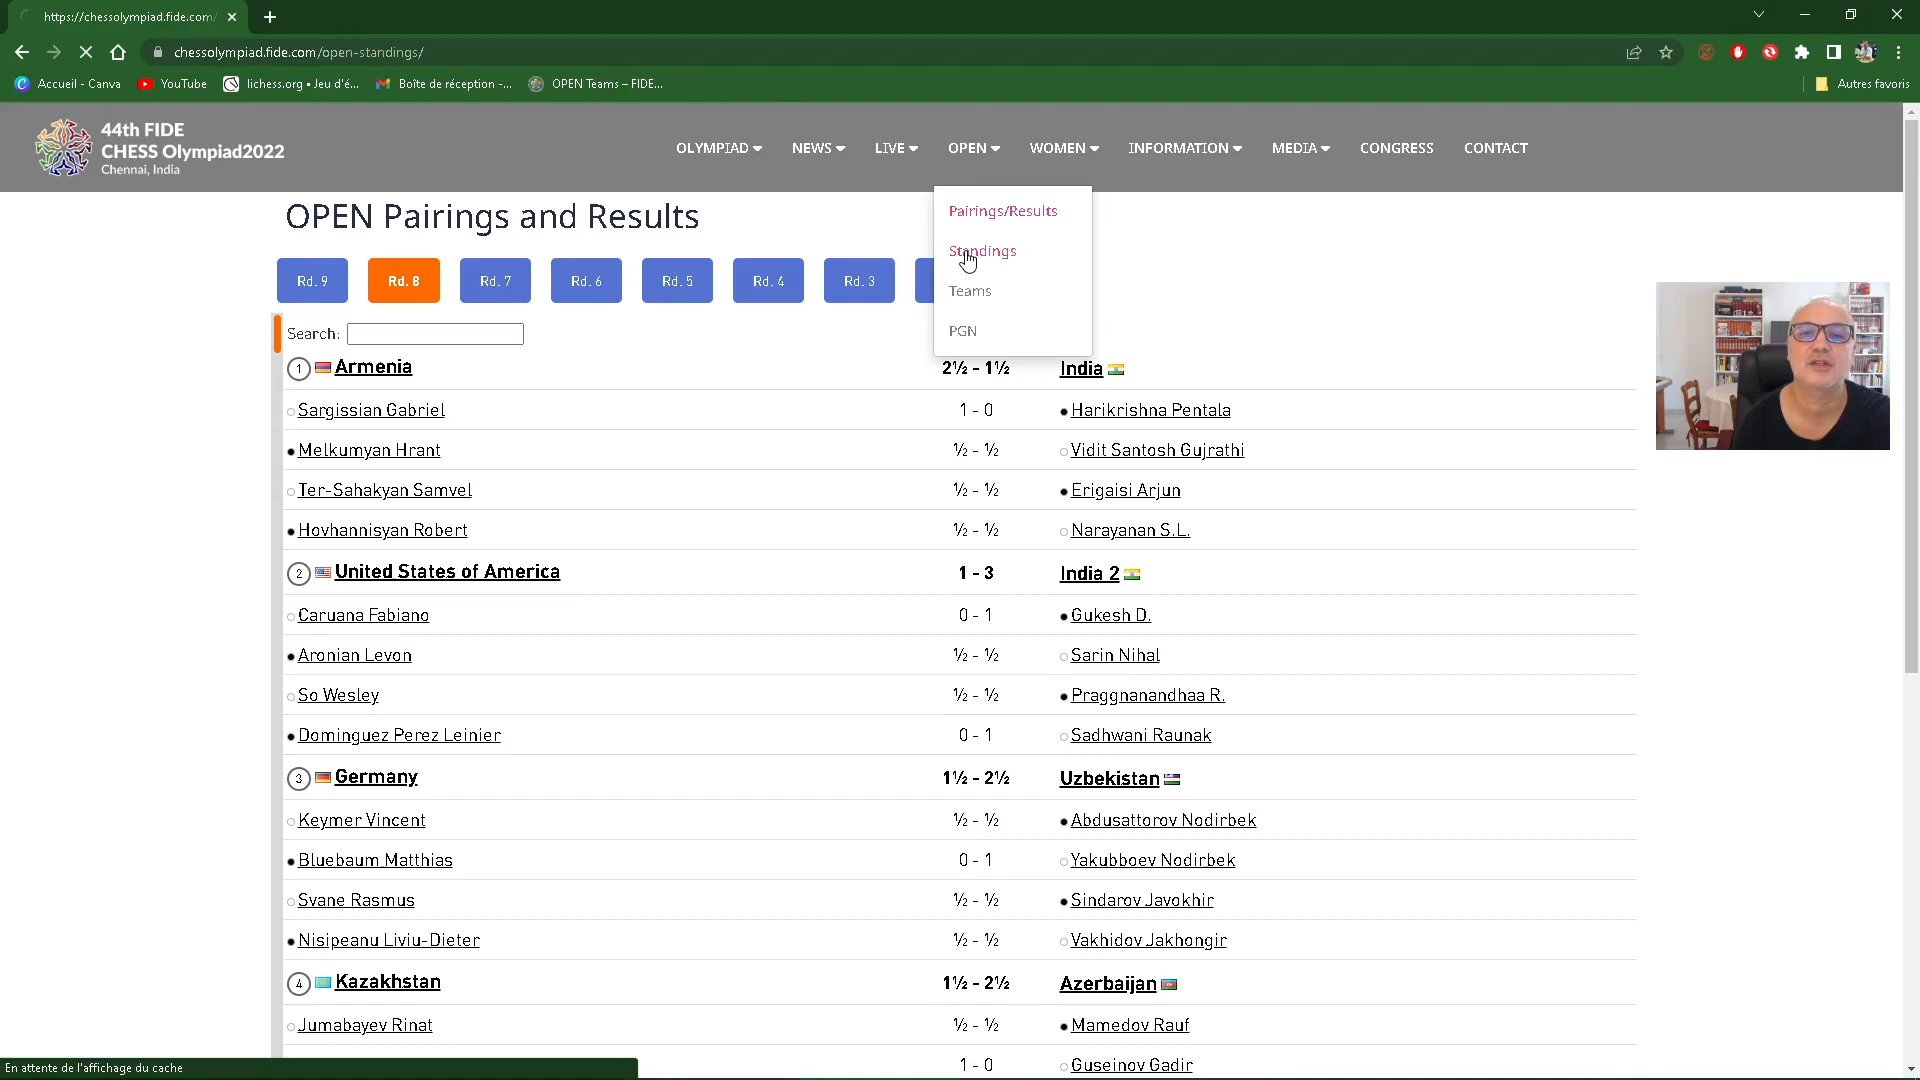 https://chessolympiad.fide.com/
chessolympiad.fide.com/open-standings/
Accueil - Canva YouTube lichess.org • Jeu d'é... Boîte de réception -... OPEN Teams – FIDE... Autres favoris
44th FIDE
CHESS Olympiad2022
Chennai, India
OLYMPIAD NEWS LIVE OPEN WOMEN INFORMATION MEDIA CONGRESS CONTACT
Pairings/Results
Standings
Teams
PGN
OPEN Pairings and Results
Rd. 9 Rd. 8 Rd. 7 Rd. 6 Rd. 5 Rd. 4 Rd. 3
Search:
1 Armenia 2½ - 1½ India
Sargissian Gabriel 1 - 0 Harikrishna Pentala
Melkumyan Hrant ½ - ½ Vidit Santosh Gujrathi
Ter-Sahakyan Samvel ½ - ½ Erigaisi Arjun
Hovhannisyan Robert ½ - ½ Narayanan S.L.
2 United States of America 1 - 3 India 2
Caruana Fabiano 0 - 1 Gukesh D.
Aronian Levon ½ - ½ Sarin Nihal
So Wesley ½ - ½ Praggnanandhaa R.
Dominguez Perez Leinier 0 - 1 Sadhwani Raunak
3 Germany 1½ - 2½ Uzbekistan
Keymer Vincent ½ - ½ Abdusattorov Nodirbek
Bluebaum Matthias 0 - 1 Yakubboev Nodirbek
Svane Rasmus ½ - ½ Sindarov Javokhir
Nisipeanu Liviu-Dieter ½ - ½ Vakhidov Jakhongir
4 Kazakhstan 1½ - 2½ Azerbaijan
Jumabayev Rinat ½ - ½ Mamedov Rauf
1 - 0 Guseinov Gadir
En attente de l'affichage du cache